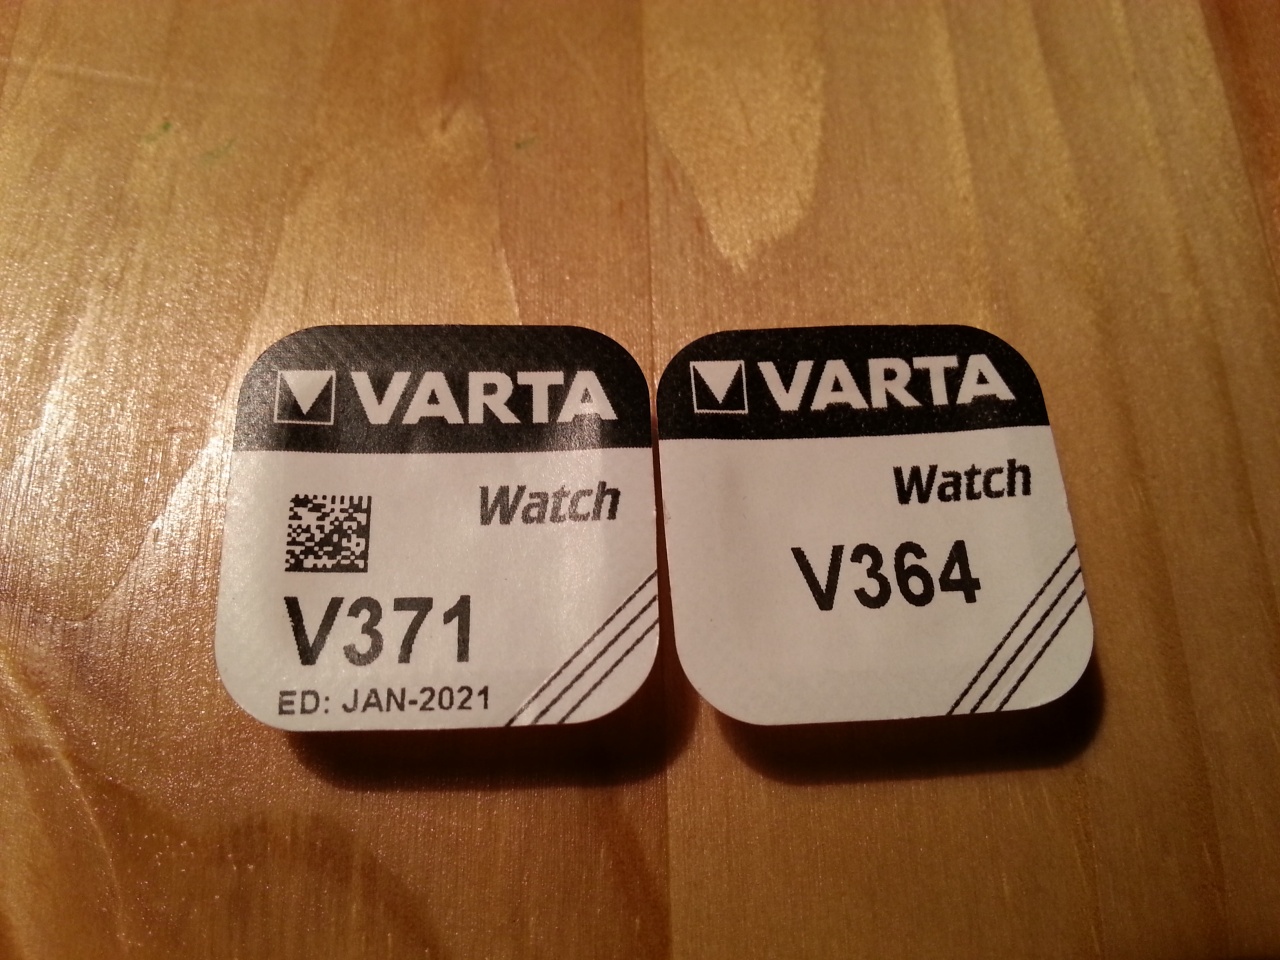 VARTA
Watch
V371
ED: JAN-2021
VARTA
Watch
V364